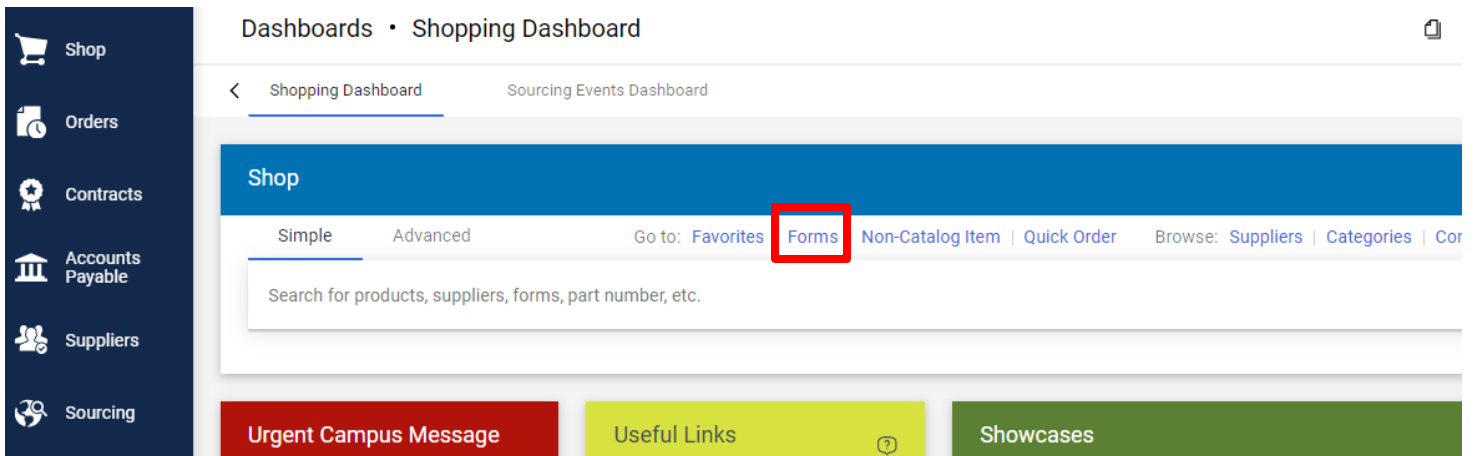 Shop
Orders
Contracts
Accounts
Payable
Suppliers
Sourcing
Dashboards • Shopping Dashboard
Shopping Dashboard Sourcing Events Dashboard
Shop
Simple Advanced Go to: Favorites Forms Non-Catalog Item | Quick Order Browse: Suppliers | Categories |
Search for products, suppliers, forms, part number, etc.
Urgent Campus Message Useful Links ? Showcases